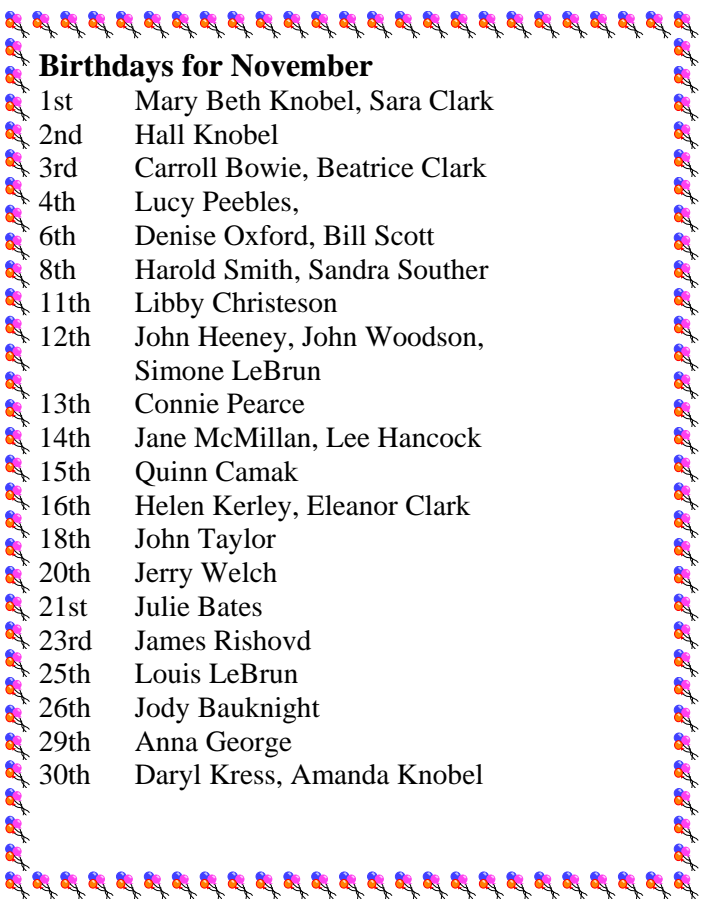 Birthdays for November
1st Mary Beth Knobel, Sara Clark
2nd Hall Knobel
3rd Carroll Bowie, Beatrice Clark
4th Lucy Peebles,
6th Denise Oxford, Bill Scott
8th Harold Smith, Sandra Souther
11th Libby Christeson
12th John Heeney, John Woodson,
Simone LeBrun
13th Connie Pearce
14th Jane McMillan, Lee Hancock
15th Quinn Camak
16th Helen Kerley, Eleanor Clark
18th John Taylor
20th Jerry Welch
21st Julie Bates
23rd James Rishovd
25th Louis LeBrun
26th Jody Bauknight
29th Anna George
30th Daryl Kress, Amanda Knobel